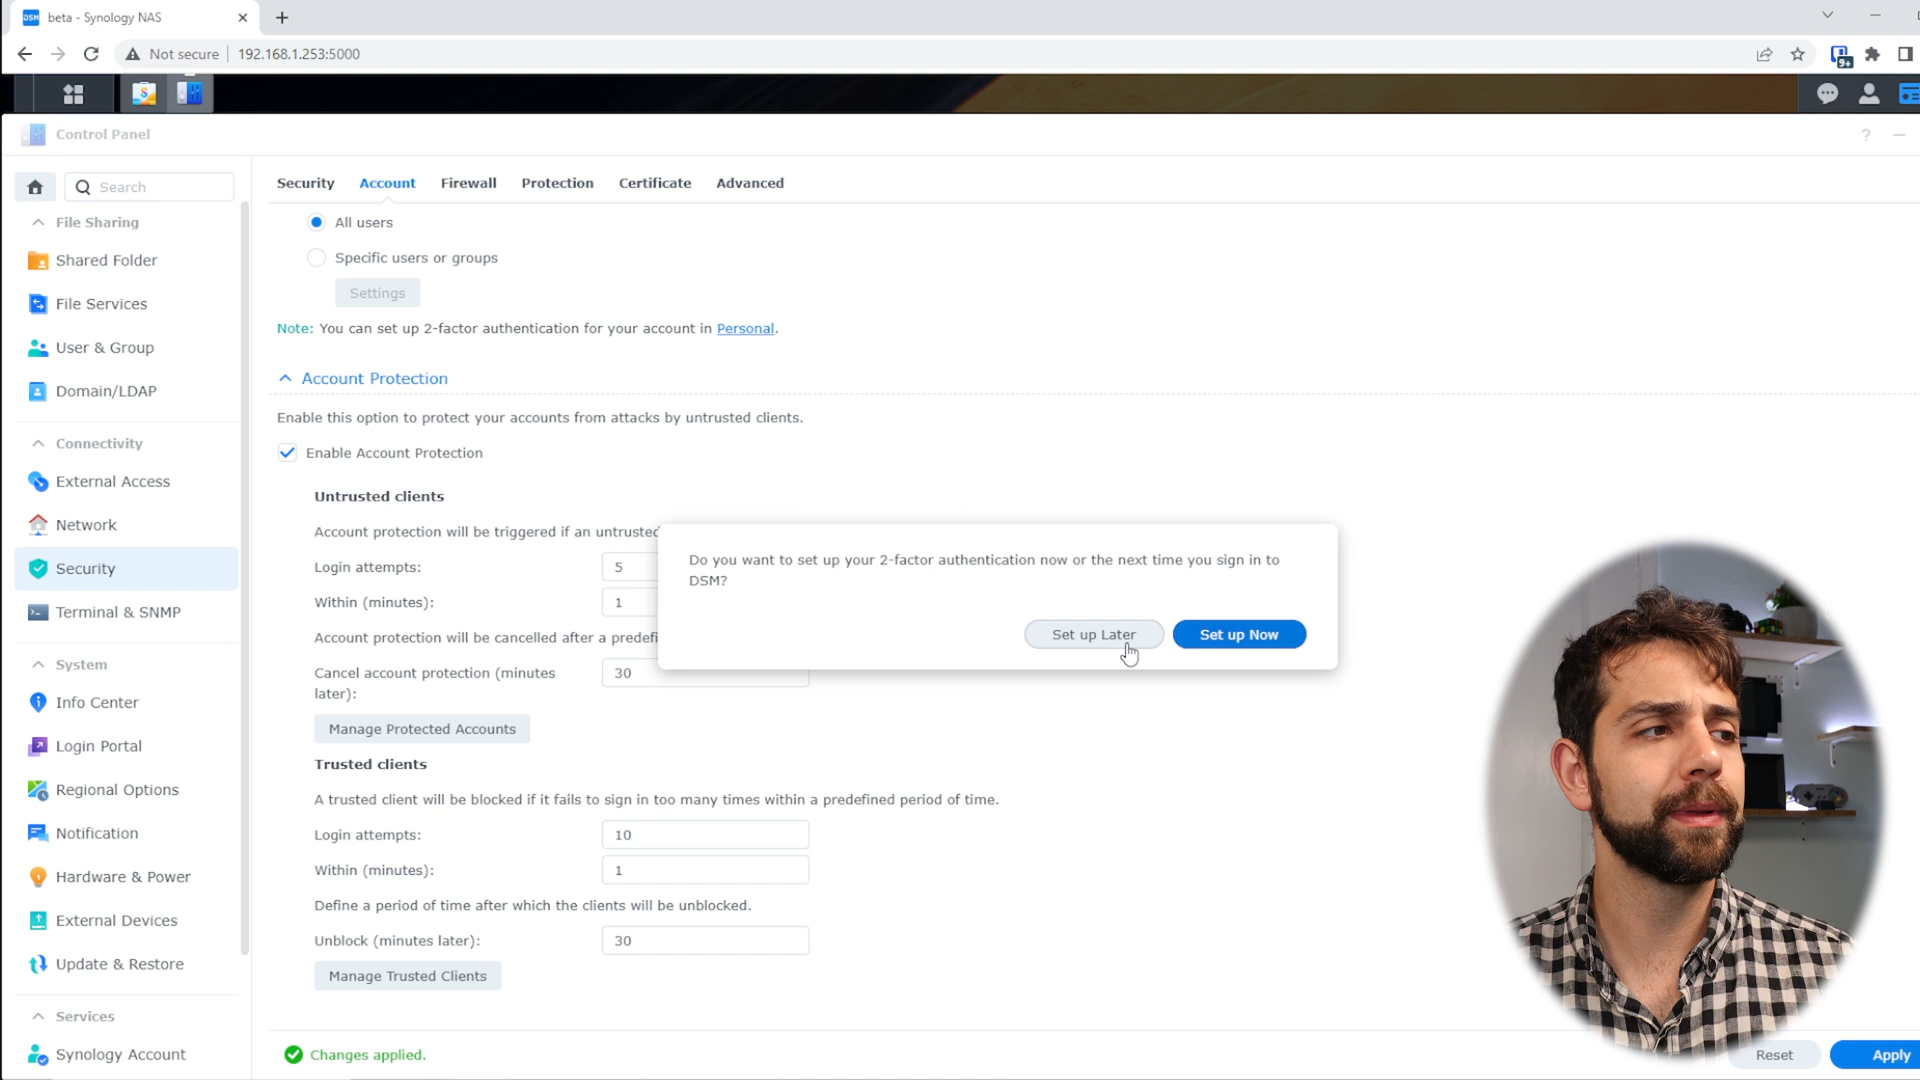 beta - Synology NAS
Not secure
192.168.1.253:5000
9+
Control Panel
?
Search
File Sharing
Shared Folder
File Services
User & Group
Domain/LDAP
Connectivity
External Access
Network
Security
Terminal & SNMP
System
Info Center
Login Portal
Regional Options
Notification
Hardware & Power
External Devices
Update & Restore
Services
Synology Account
Security
Account
Firewall
Protection
Certificate
Advanced
All users
Specific users or groups
Settings
Note: You can set up 2-factor authentication for your account in Personal.
Account Protection
Enable this option to protect your accounts from attacks by untrusted clients.
Enable Account Protection
Untrusted clients
Account protection will be triggered if an untrusted
Login attempts:
5
Within (minutes):
1
Account protection will be cancelled after a predefi
Cancel account protection (minutes
later):
30
Manage Protected Accounts
Do you want to set up your 2-factor authentication now or the next time you sign in to
DSM?
Set up Later
Set up Now
Trusted clients
A trusted client will be blocked if it fails to sign in too many times within a predefined period of time.
Login attempts:
10
Within (minutes):
1
Define a period of time after which the clients will be unblocked.
Unblock (minutes later):
30
Manage Trusted Clients
Changes applied.
Reset
Apply